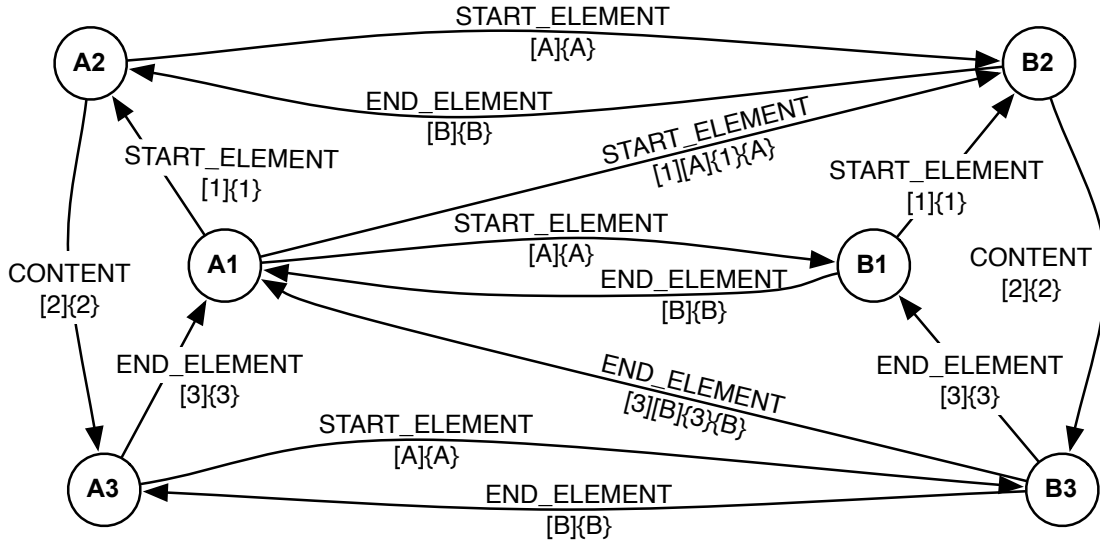 START_ELEMENT
[A]{A}
A2
B2
END_ELEMENT
[B]{B}
START_ELEMENT
[1][A]{1}{A}
START_ELEMENT
[1]{1}
START_ELEMENT
[1]{1}
START_ELEMENT
[A]{A}
A1
B1
END_ELEMENT
[B]{B}
CONTENT
[2]{2}
CONTENT
[2]{2}
END_ELEMENT
[3]{3}
END_ELEMENT
[3][B]{3}{B}
END_ELEMENT
[3]{3}
START_ELEMENT
[A]{A}
A3
B3
END_ELEMENT
[B]{B}